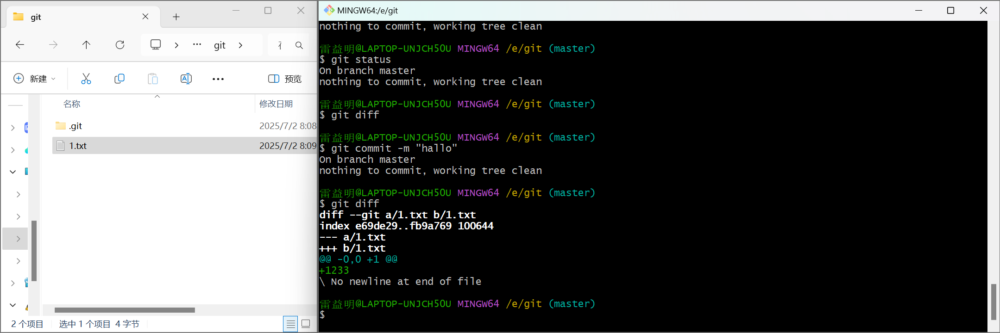 git
git
新建
预览
名称
修改日期
.git
2025/7/2 8:08
1.txt
2025/7/2 8:09
2 个项目
选中 1 个项目 4 字节
MINGW64:/e/git
nothing to commit, working tree clean
雷益明@LAPTOP-UNJCH50U MINGW64 /e/git (master)
$ git status
On branch master
nothing to commit, working tree clean
雷益明@LAPTOP-UNJCH50U MINGW64 /e/git (master)
$ git diff
雷益明@LAPTOP-UNJCH50U MINGW64 /e/git (master)
$ git commit -m "hallo"
On branch master
nothing to commit, working tree clean
雷益明@LAPTOP-UNJCH50U MINGW64 /e/git (master)
$ git diff
diff --git a/1.txt b/1.txt
index e69de29..fb9a769 100644
--- a/1.txt
+++ b/1.txt
@@ -0,0 +1 @@
+1233
\ No newline at end of file
雷益明@LAPTOP-UNJCH50U MINGW64 /e/git (master)
$